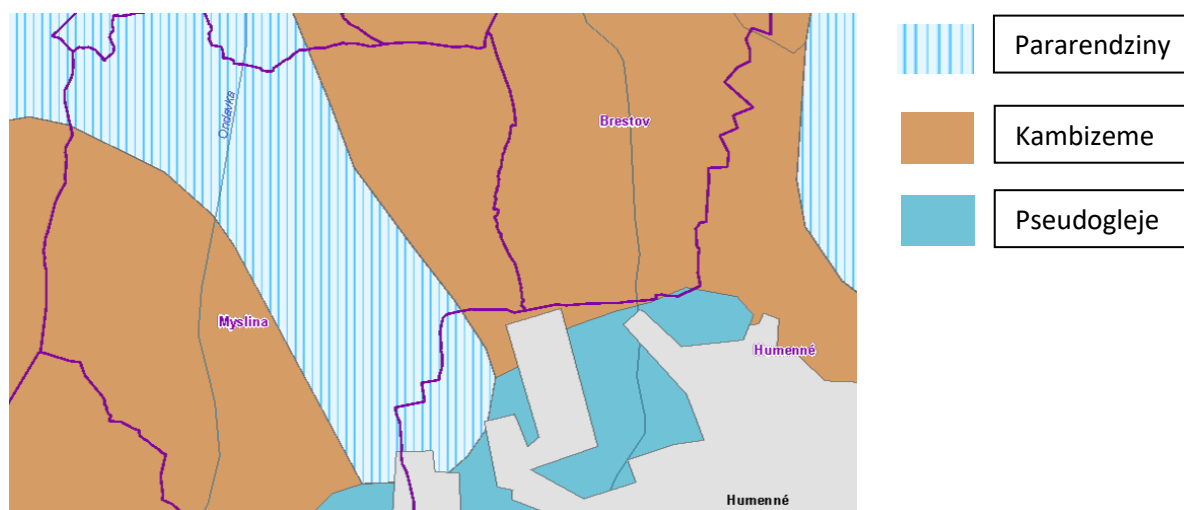 Pararendziny
Ondavka
Brestov
Kambizeme
Pseudogleje
Myslina
Humenné
Humenné